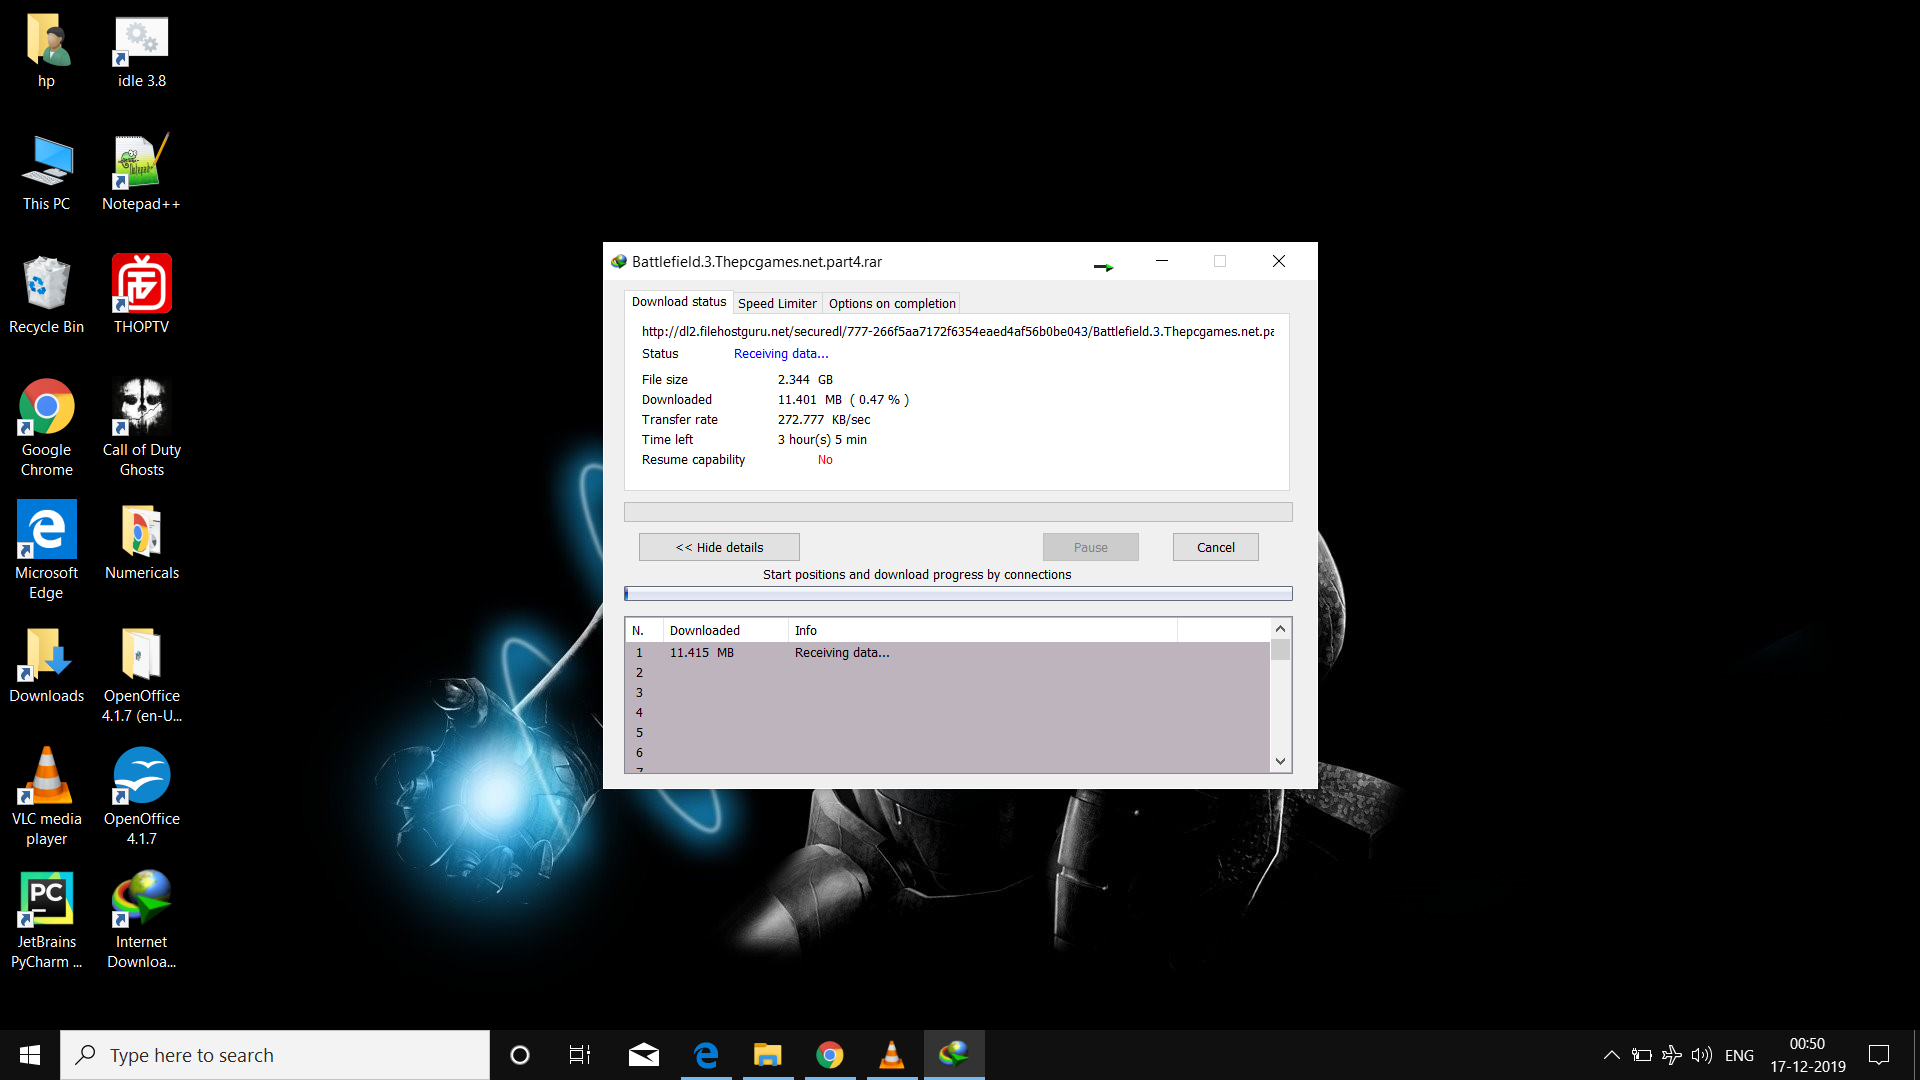 hp
idle 3.8
This PC
Notepad++
Recycle Bin
THOPTV
Google
Chrome
Call of Duty
Ghosts
Microsoft
Edge
Numericals
Downloads
OpenOffice
4.1.7 (en-U...
VLC media
player
OpenOffice
4.1.7
PC
JetBrains
PyCharm ...
Internet
Downloa...
Battlefield.3.Thepcgames.net.part4.rar
Download status
Speed Limiter
Options on completion
http://dl2.filehostguru.net/securedl/777-266f5aa7172f6354eaed4af56b0be043/Battlefield.3.Thepcgames.net.pa
Status Receiving data...
File size 2.344 GB
Downloaded 11.401 MB ( 0.47 % )
Transfer rate 272.777 KB/sec
Time left 3 hour(s) 5 min
Resume capability No
<< Hide details
Pause
Cancel
Start positions and download progress by connections
N. Downloaded Info
1 11.415 MB Receiving data...
2
3
4
5
6
7
Type here to search
ENG
00:50
17-12-2019